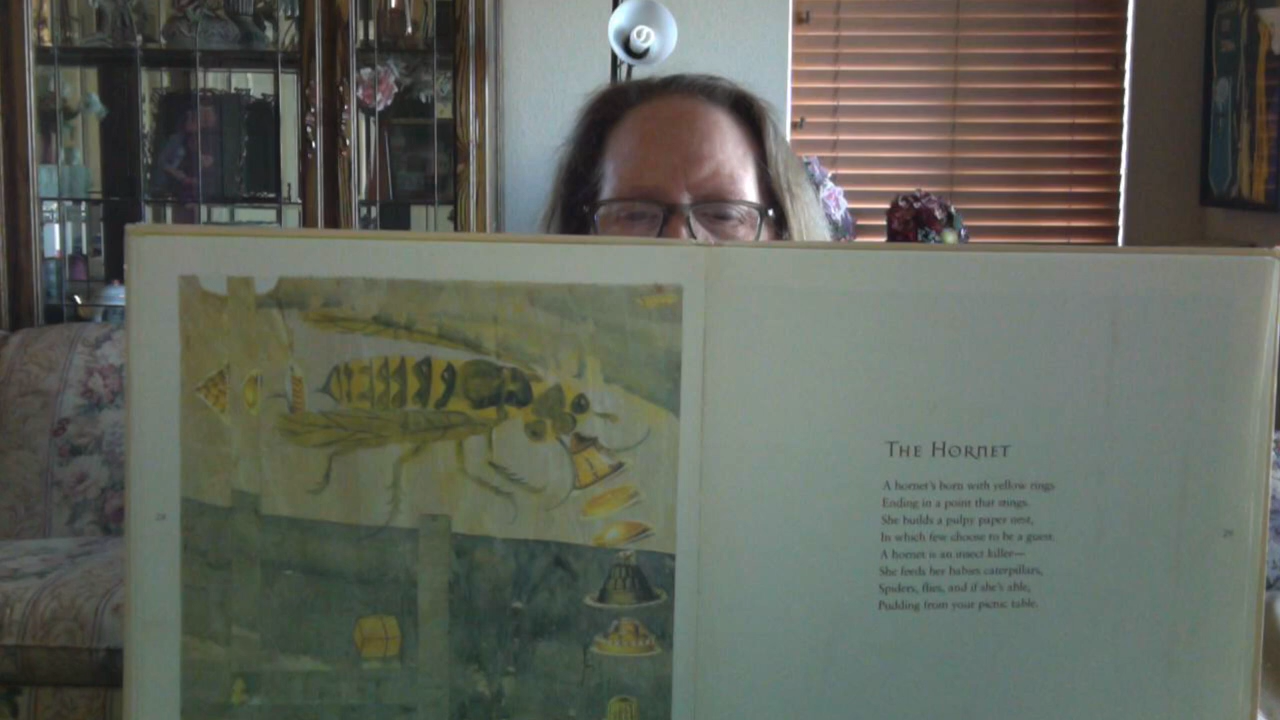 28
THE HORNET
A hornet's born with yellow rings
Ending in a point that stings.
She builds a pulpy paper nest,
In which few choose to be a guest.
A hornet is an insect killer—
She feeds her babies caterpillars,
Spiders, flies, and if she's able,
Pudding from your picnic table.
29